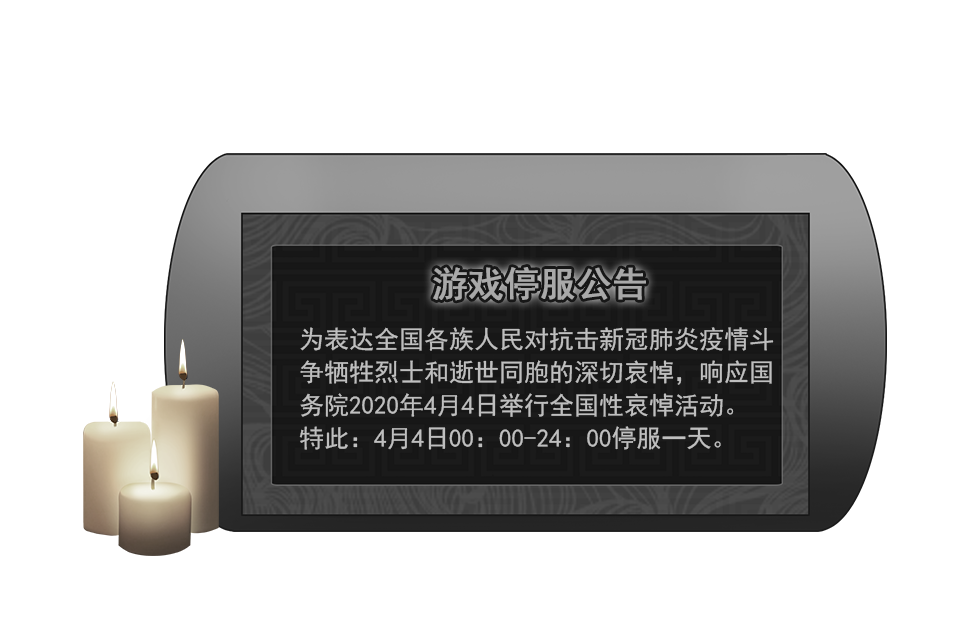 游戏停服公告
为表达全国各族人民对抗击新冠肺炎疫情斗
争牺牲烈士和逝世同胞的深切哀悼，响应国
务院2020年4月4日举行全国性哀悼活动。
特此：4月4日00：00-24：00停服一天。